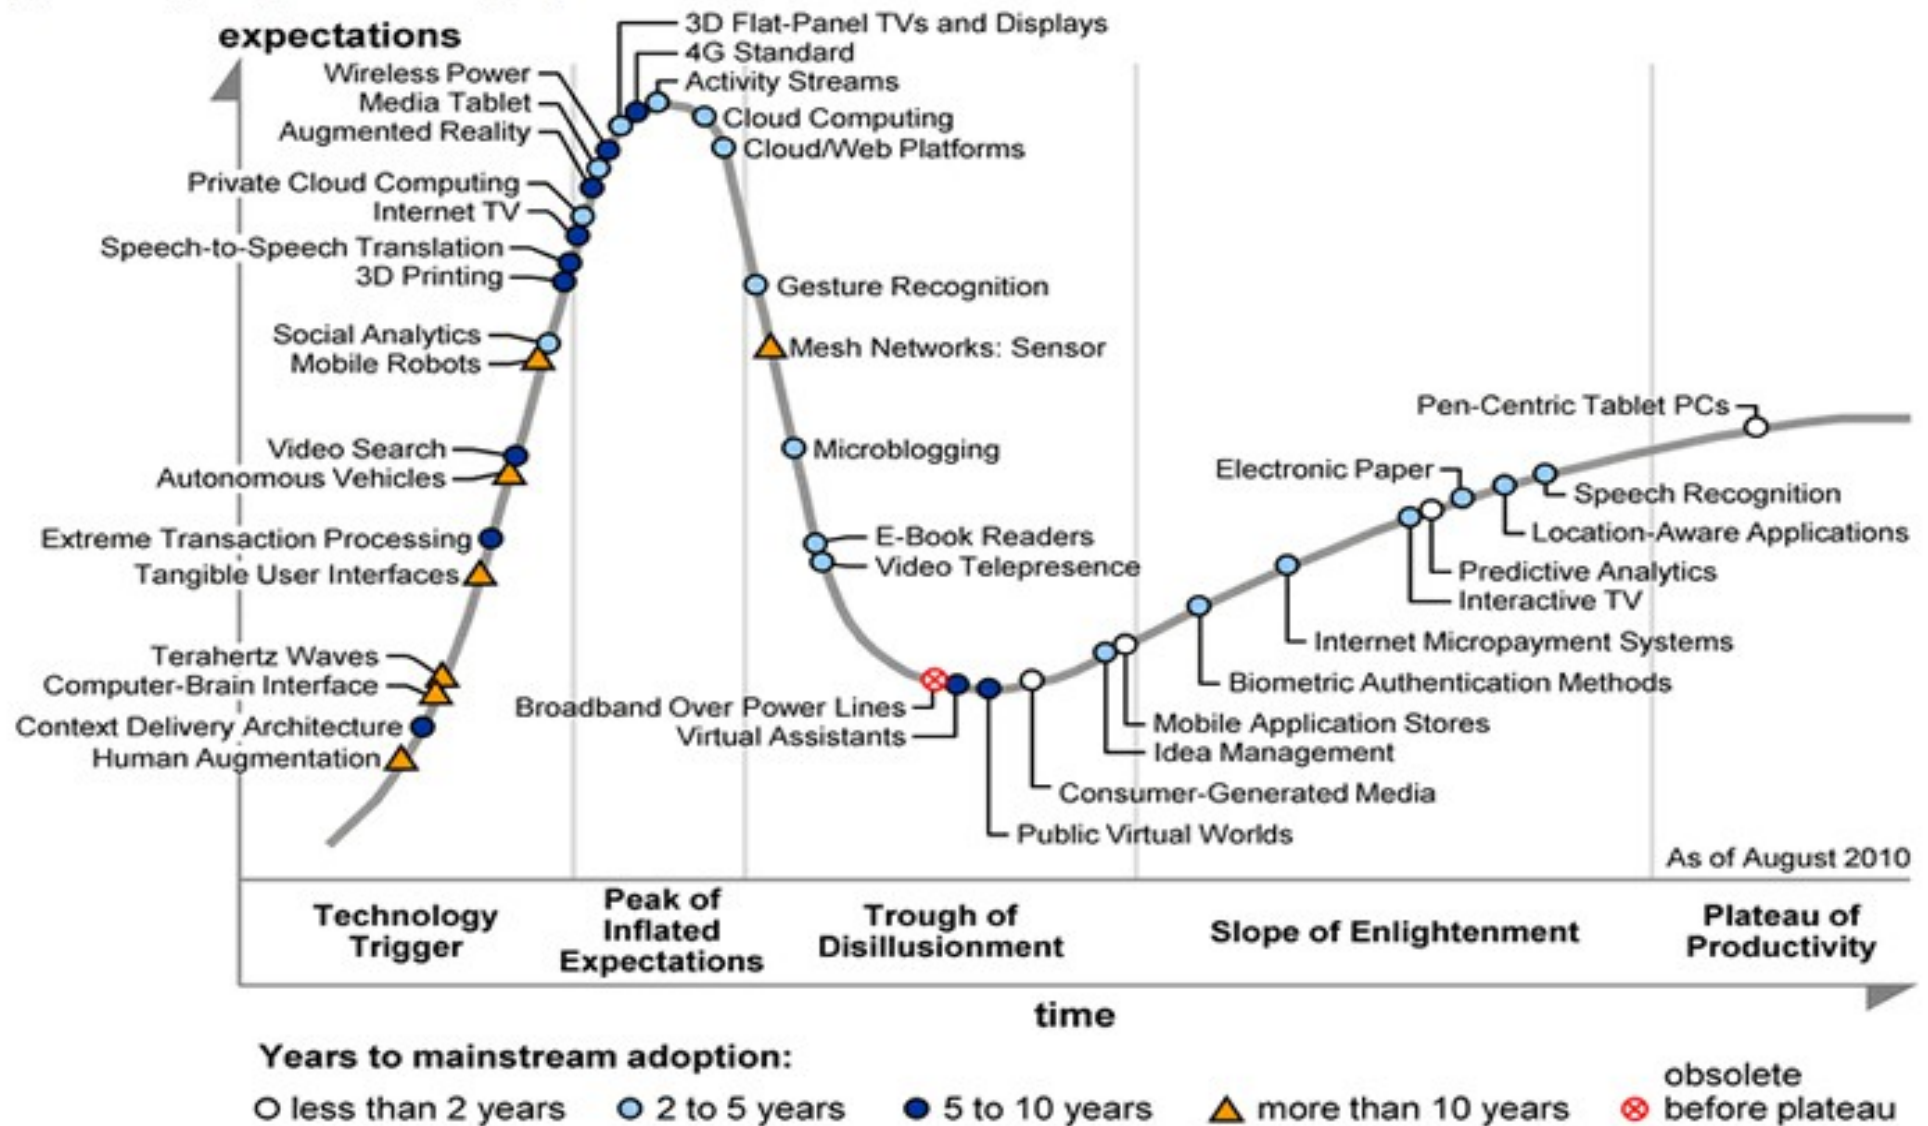 expectations
3D Flat-Panel TVs and Displays
4G Standard
Wireless Power
Activity Streams
Media Tablet
Cloud Computing
Augmented Reality
Cloud/Web Platforms
Private Cloud Computing
Internet TV
Speech-to-Speech Translation
3D Printing
Gesture Recognition
Social Analytics
Mesh Networks: Sensor
Mobile Robots
Pen-Centric Tablet PCs
Video Search
Microblogging
Autonomous Vehicles
Electronic Paper
Speech Recognition
Extreme Transaction Processing
E-Book Readers
Location-Aware Applications
Tangible User Interfaces
Video Telepresence
Predictive Analytics
Interactive TV
Terahertz Waves
Internet Micropayment Systems
Computer-Brain Interface
Biometric Authentication Methods
Broadband Over Power Lines
Context Delivery Architecture
Mobile Application Stores
Virtual Assistants
Human Augmentation
Idea Management
Consumer-Generated Media
Public Virtual Worlds
As of August 2010
Technology
Trigger
Peak of
Inflated
Expectations
Trough of
Disillusionment
Slope of Enlightenment
Plateau of
Productivity
time
Years to mainstream adoption:
less than 2 years
2 to 5 years
5 to 10 years
more than 10 years
obsolete
before plateau